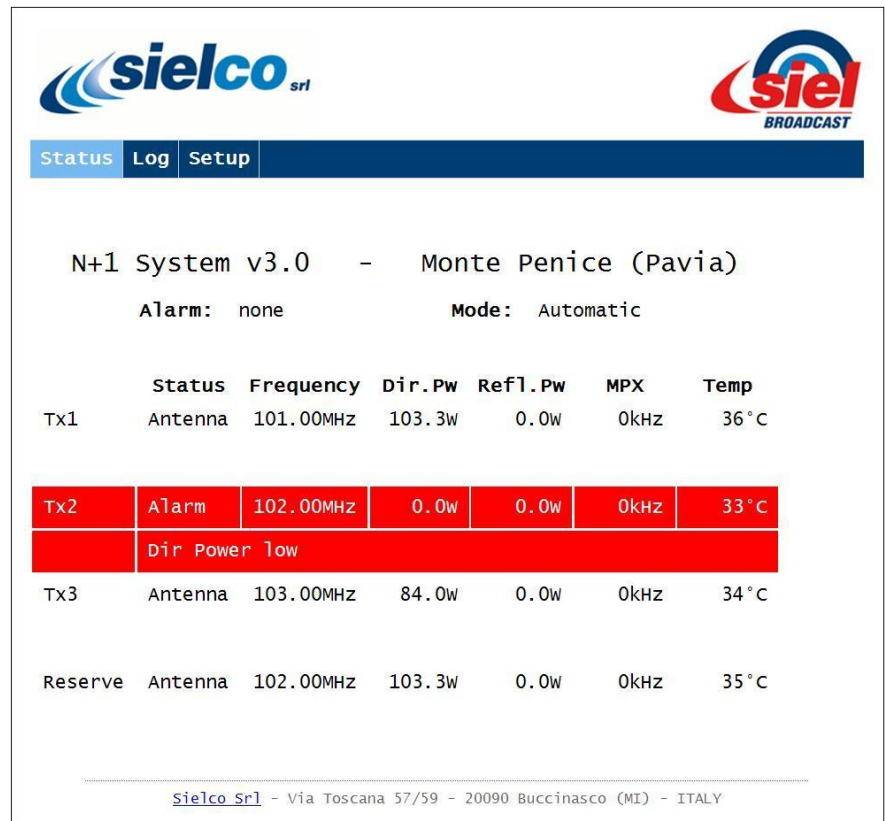 sielco srl
siel
BROADCAST
Status Log Setup
N+1 System v3.0 - Monte Penice (Pavia)
Alarm: none Mode: Automatic
Status Frequency Dir.Pw Refl.Pw MPX Temp
Tx1 Antenna 101.00MHz 103.3W 0.0W 0kHz 36°C
Tx2 Alarm 102.00MHz 0.0W 0.0W 0kHz 33°C
Dir Power low
Tx3 Antenna 103.00MHz 84.0W 0.0W 0kHz 34°C
Reserve Antenna 102.00MHz 103.3W 0.0W 0kHz 35°C
Sielco Srl - Via Toscana 57/59 - 20090 Buccinasco (MI) - ITALY